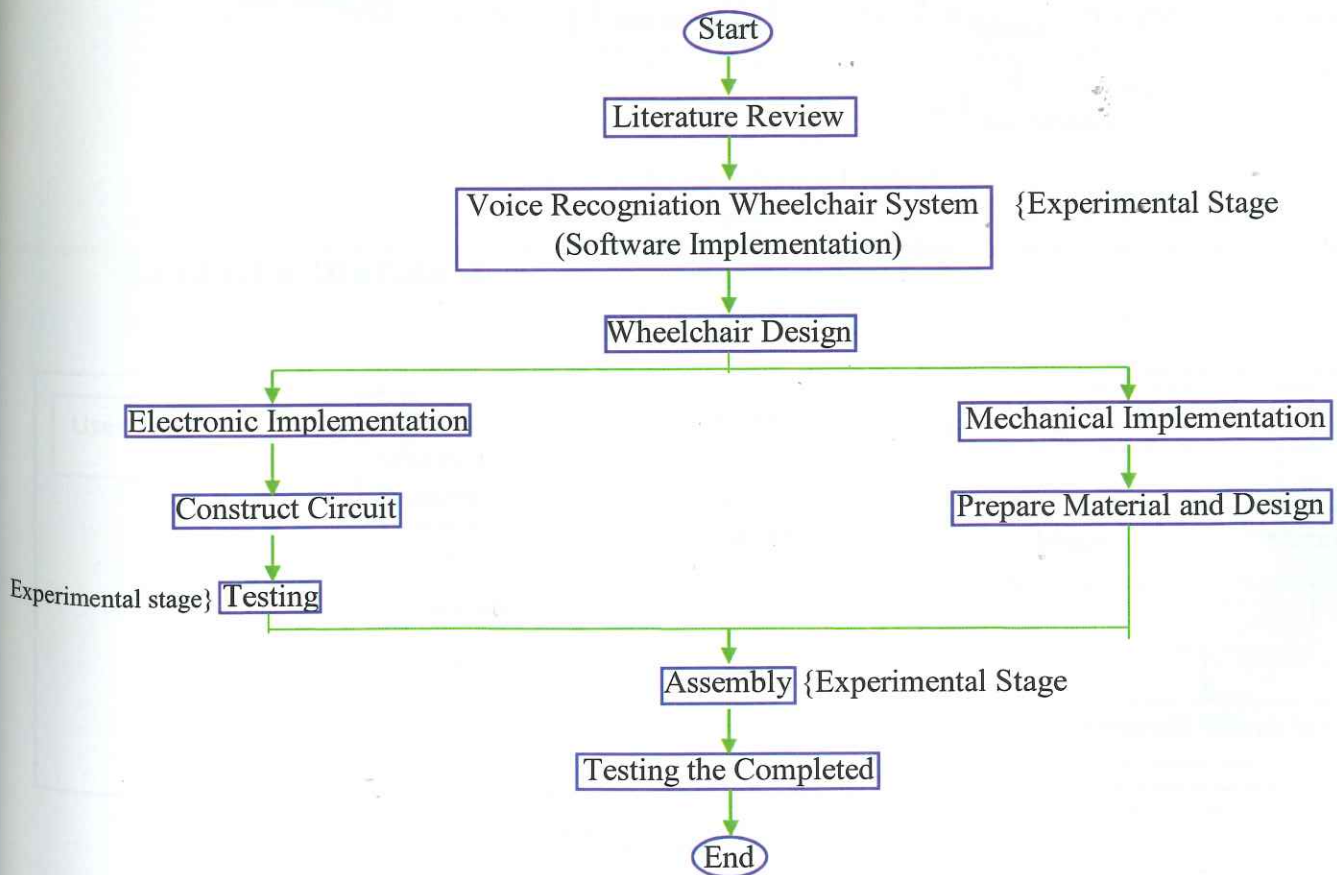 Start
Literature Review
Voice Recogniation Wheelchair System {Experimental Stage
(Software Implementation)
Wheelchair Design
Electronic Implementation
Mechanical Implementation
Construct Circuit
Prepare Material and Design
Experimental stage} Testing
Assembly {Experimental Stage
Testing the Completed
End